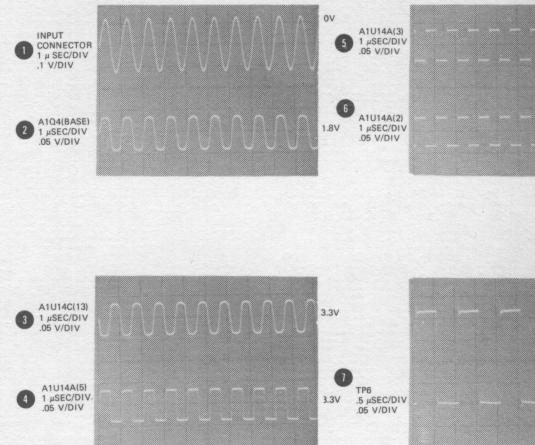 1
INPUT
CONNECTOR
1 μ SEC/DIV
.1 V/DIV
0V
2
A1Q4(BASE)
1 μSEC/DIV
.05 V/DIV
1.8V
5
A1U14A(3)
1 μSEC/DIV
.05 V/DIV
6
A1U14A(2)
1 μSEC/DIV
.05 V/DIV
3
A1U14C(13)
1 μSEC/DIV
.05 V/DIV
3.3V
4
A1U14A(5)
1 μSEC/DIV.
.05 V/DIV
3.3V
7
TP6
.5 μSEC/DIV
.05 V/DIV